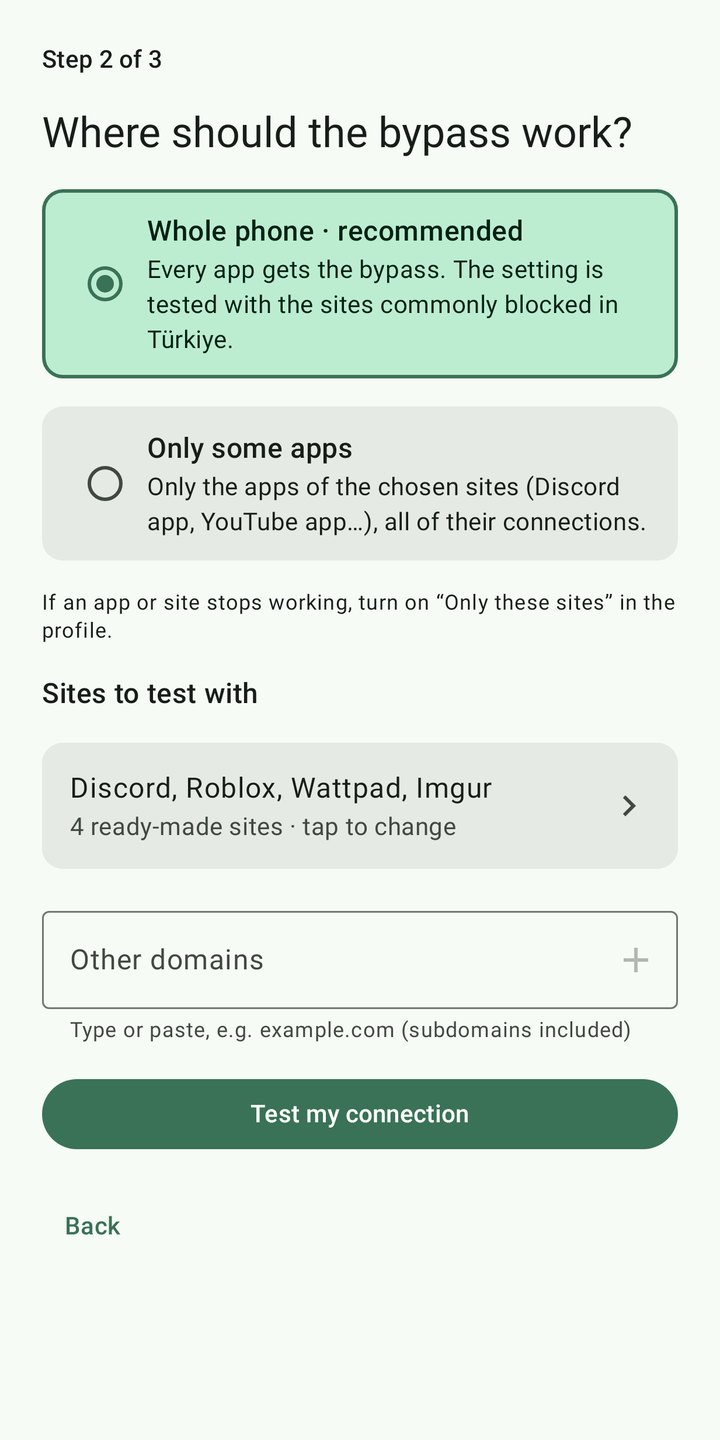 Step 2 of 3
Where should the bypass work?
Whole phone · recommended
Every app gets the bypass. The setting is
tested with the sites commonly blocked in
Türkiye.
Only some apps
Only the apps of the chosen sites (Discord
app, YouTube app…), all of their connections.
If an app or site stops working, turn on “Only these sites” in the
profile.
Sites to test with
Discord, Roblox, Wattpad, Imgur
4 ready-made sites · tap to change
Other domains
Type or paste, e.g. example.com (subdomains included)
Test my connection
Back